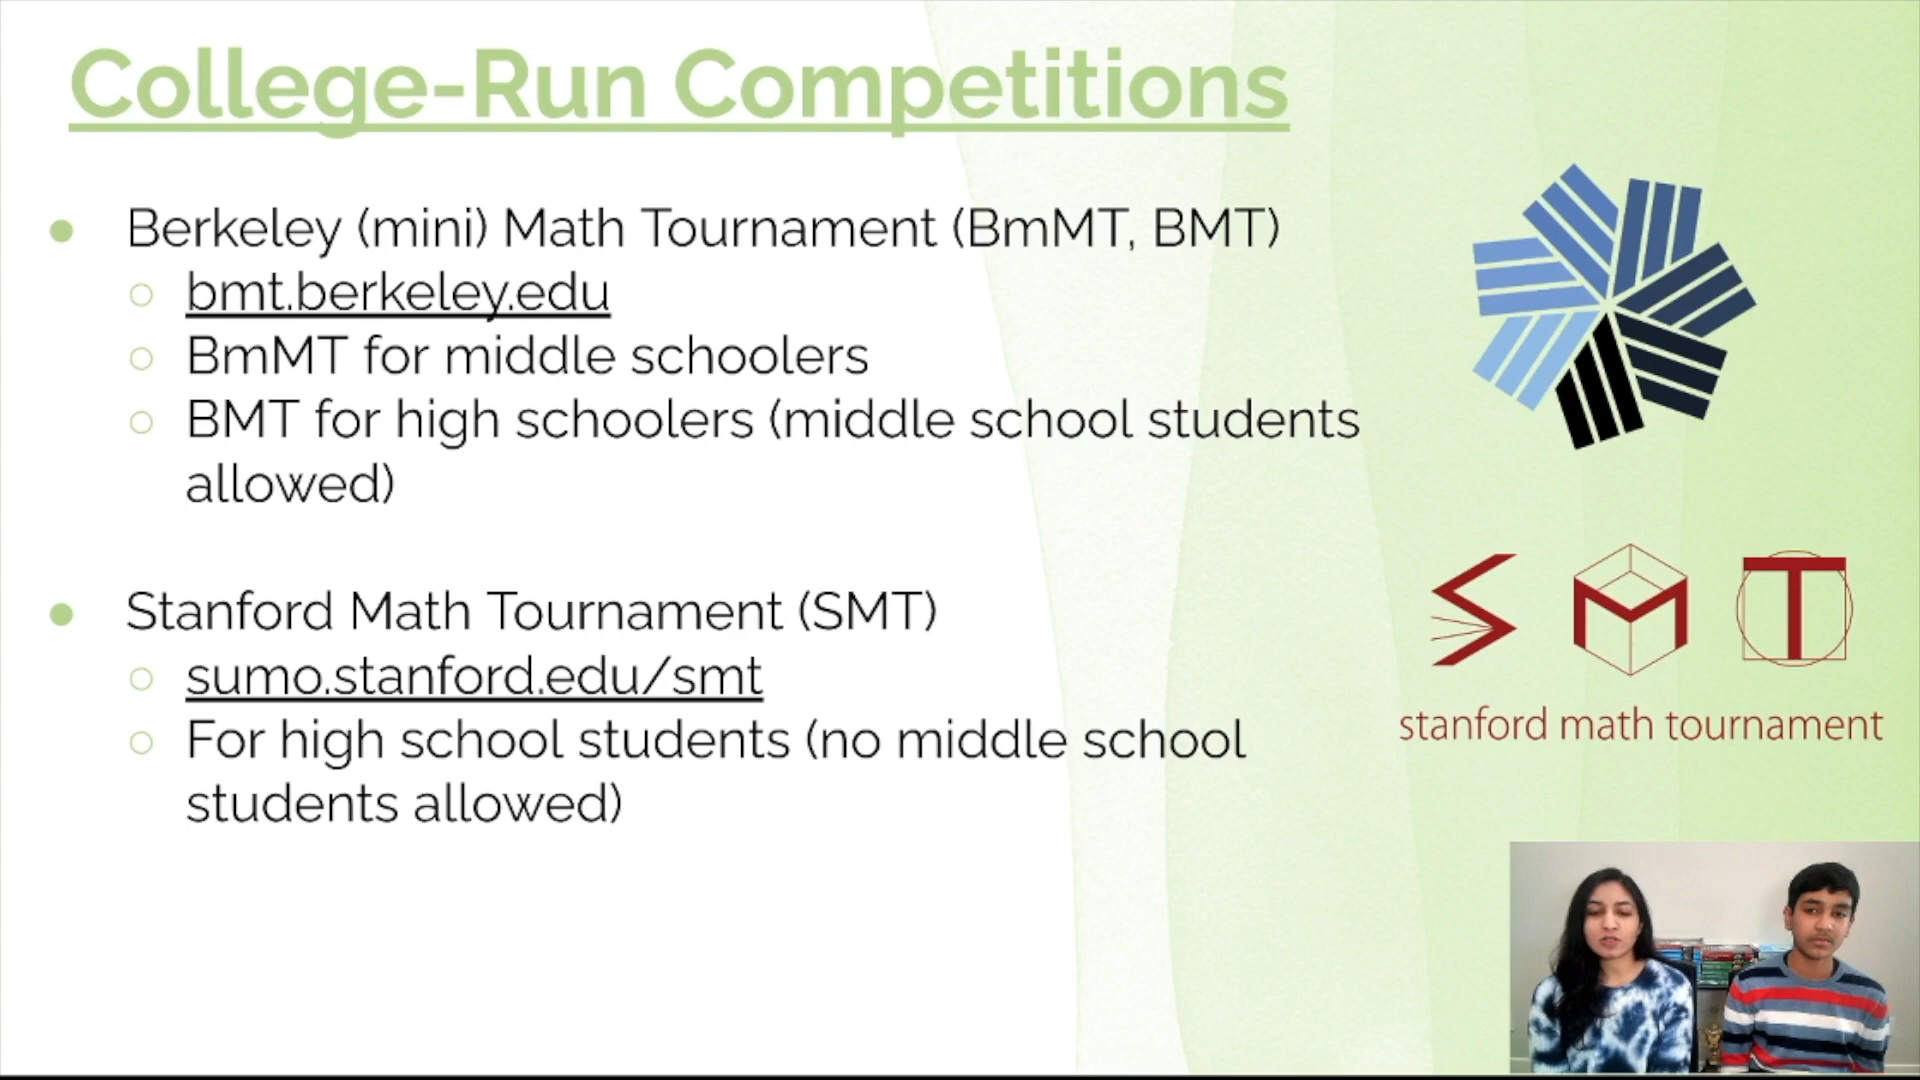 College-Run Competitions
Berkeley (mini) Math Tournament (BmMT, BMT)
bmt.berkeley.edu
BmMT for middle schoolers
BMT for high schoolers (middle school students
allowed)
Stanford Math Tournament (SMT)
sumo.stanford.edu/smt
For high school students (no middle school
students allowed)
SMT
stanford math tournament